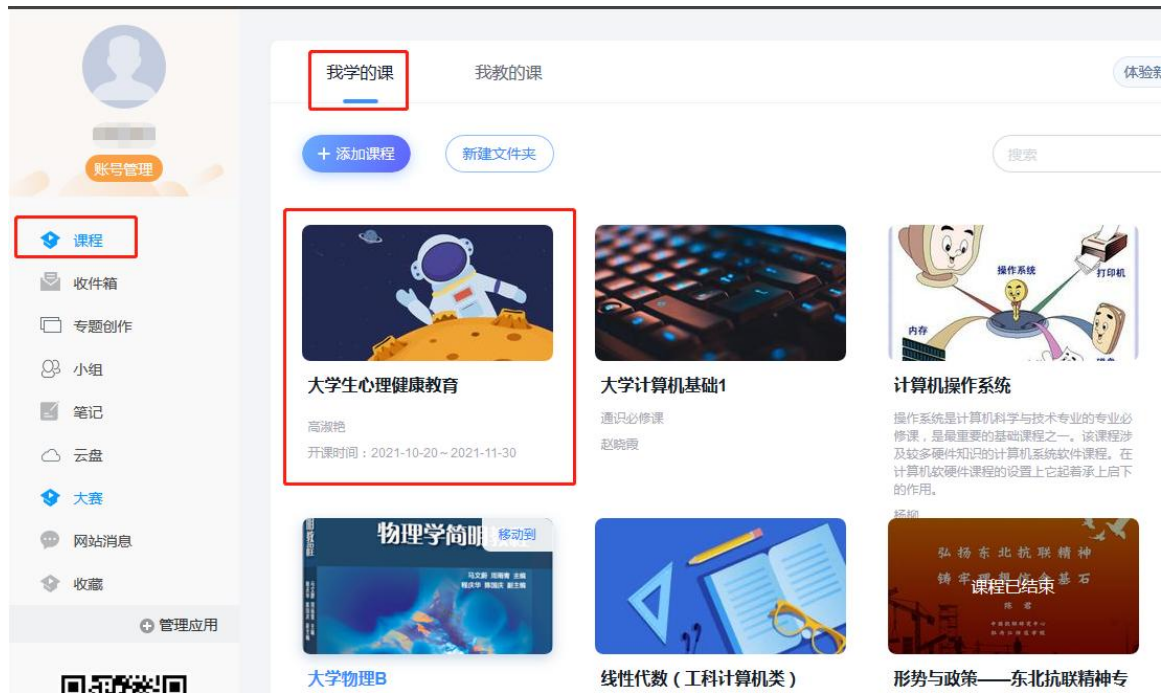 我学的课
我教的课
体验新
账号管理
+ 添加课程
新建文件夹
搜索
课程
收件箱
专题创作
小组
笔记
云盘
大赛
网站消息
收藏
管理应用
操作系统
打印机
内存
大学生心理健康教育
高淑艳
开课时间：2021-10-20～2021-11-30
大学计算机基础1
通识必修课
赵晓霞
计算机操作系统
操作系统是计算机科学与技术专业的专业必
修课，是最重要的基础课程之一。该课程涉
及较多硬件知识的计算机系统软件课程。在
计算机软硬件课程的设置上它起着承上启下
的作用。
杨柳
物理学简明教程
移动到
弘扬东北抗联精神
铸牢理想信念基石
课程已结束
大学物理B
线性代数（工科计算机类）
形势与政策——东北抗联精神专